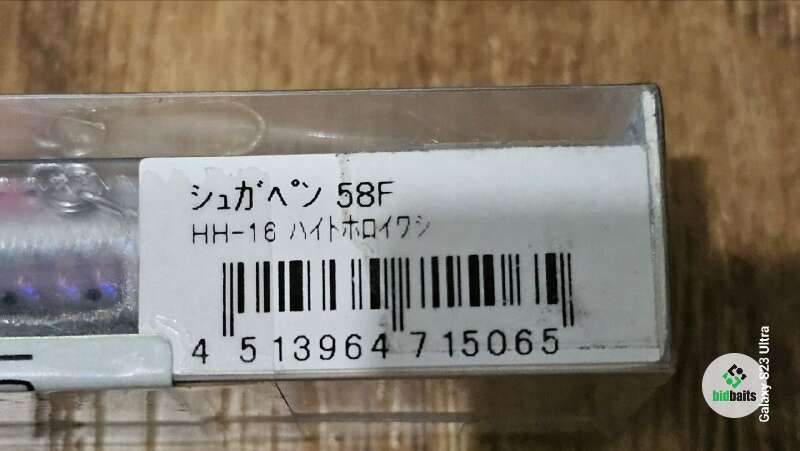 シュガペン 58F
HH-16 ハイトホロイワシ
4 513964 715065
bidbaits
Galaxy S23 Ultra